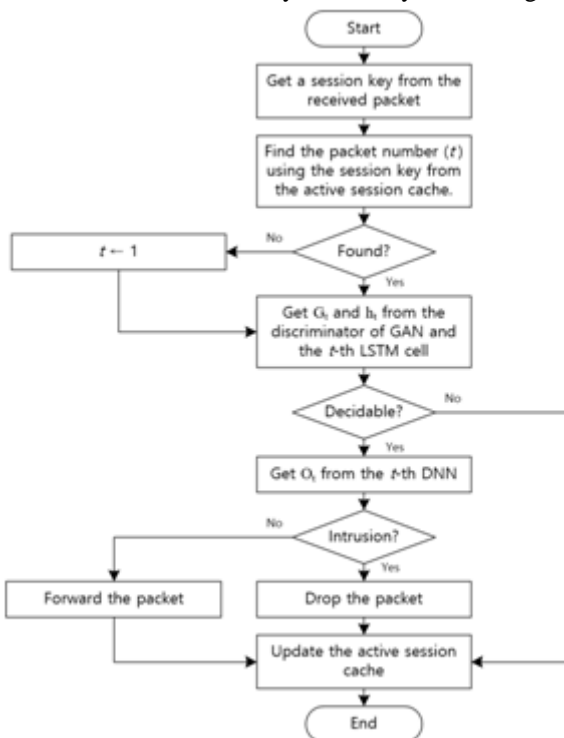 Start
Get a session key from the
received packet
Find the packet number (t)
using the session key from
the active session cache.
No
t ← 1
Found?
Yes
Get Gₜ and hₜ from the
discriminator of GAN and
the t-th LSTM cell
Decidable?
No
Yes
Get Oₜ from the t-th DNN
No
Intrusion?
Yes
Forward the packet
Drop the packet
Update the active session
cache
End